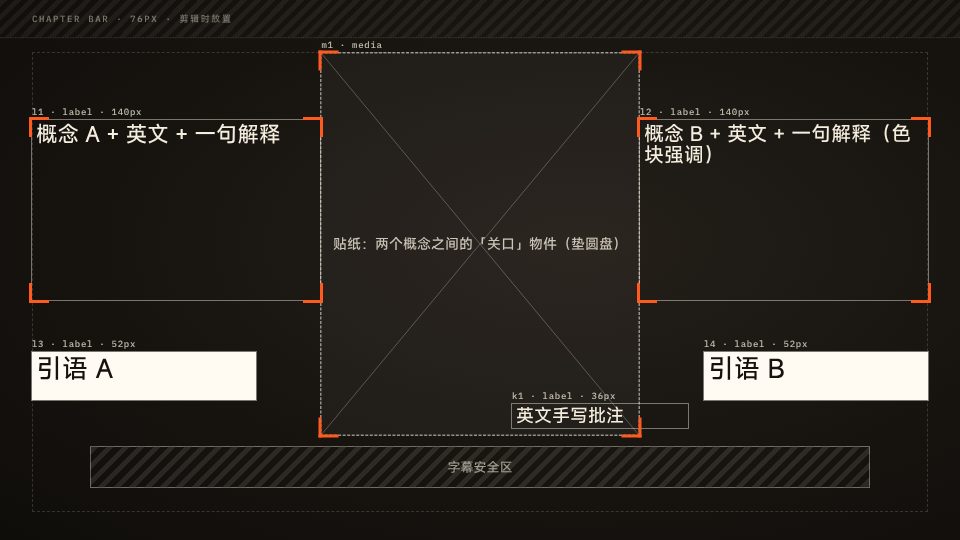 CHAPTER BAR · 76PX · 剪辑时放置
m1 · media
l1 · label · 140px
概念 A + 英文 + 一句解释
l2 · label · 140px
概念 B + 英文 + 一句解释（色
块强调）
贴纸：两个概念之间的「关口」物件（垫圆盘）
l3 · label · 52px
引语 A
l4 · label · 52px
引语 B
k1 · label · 36px
英文手写批注
字幕安全区